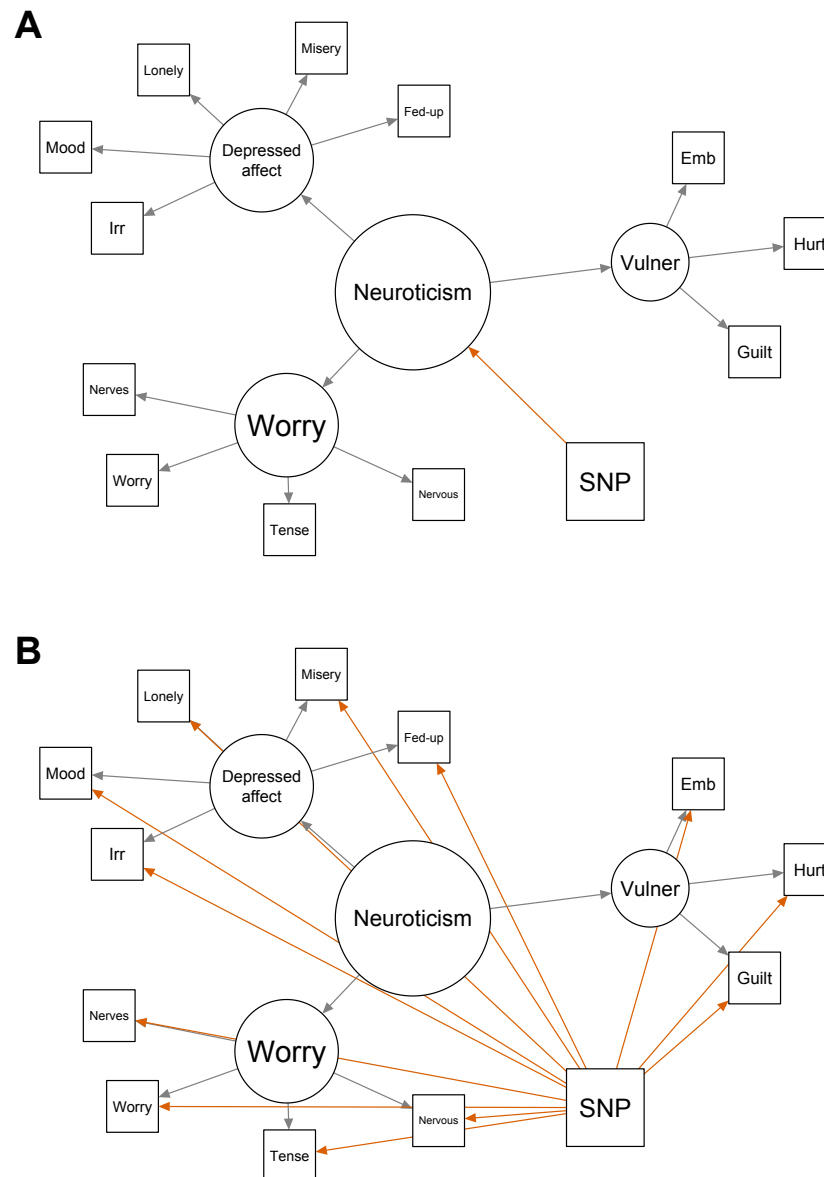 A
Misery
Lonely
Fed-up
Mood
Depressed
affect
Emb
Irr
Hurt
Vulner
Neuroticism
Guilt
Nerves
Worry
Worry
SNP
Nervous
Tense
B
Misery
Lonely
Fed-up
Mood
Depressed
affect
Emb
Irr
Hurt
Vulner
Neuroticism
Guilt
Nerves
Worry
Worry
SNP
Nervous
Tense